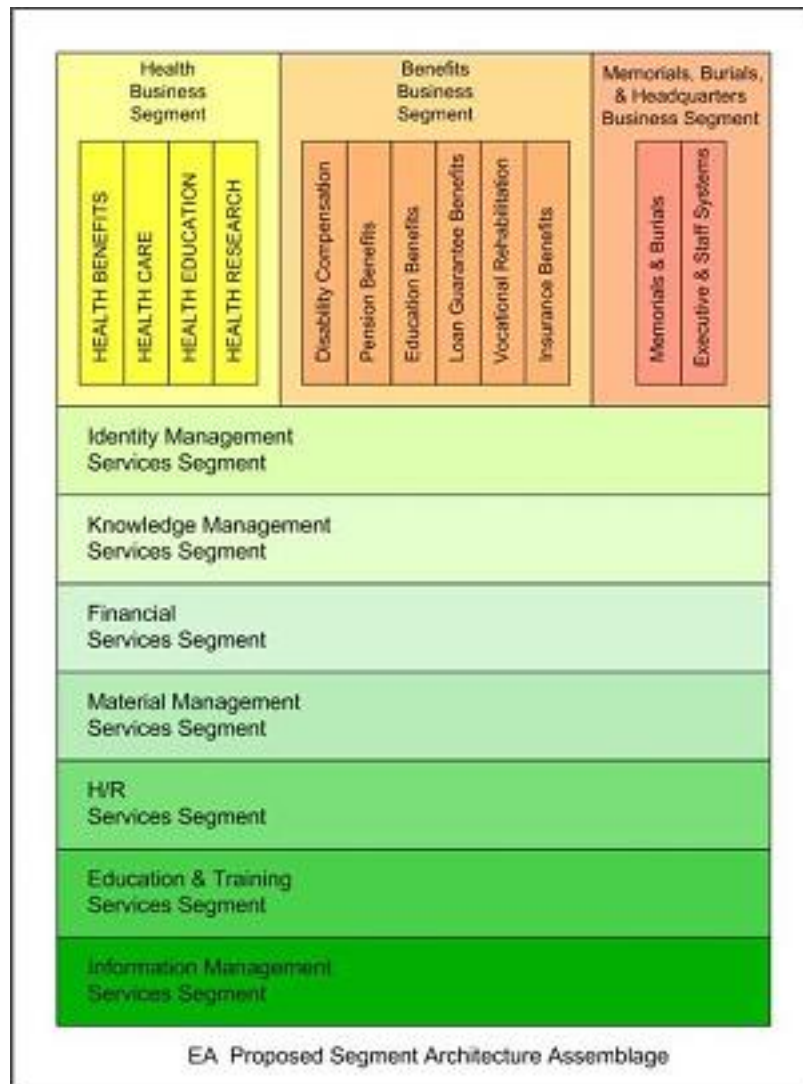 Health
Business
Segment
Benefits
Business
Segment
Memorials, Burials,
& Headquarters
Business Segment
HEALTH BENEFITS
HEALTH CARE
HEALTH EDUCATION
HEALTH RESEARCH
Disability Compensation
Pension Benefits
Education Benefits
Loan Guarantee Benefits
Vocational Rehabilitation
Insurance Benefits
Memorials & Burials
Executive & Staff Systems
Identity Management
Services Segment
Knowledge Management
Services Segment
Financial
Services Segment
Material Management
Services Segment
H/R
Services Segment
Education & Training
Services Segment
Information Management
Services Segment
EA Proposed Segment Architecture Assemblage